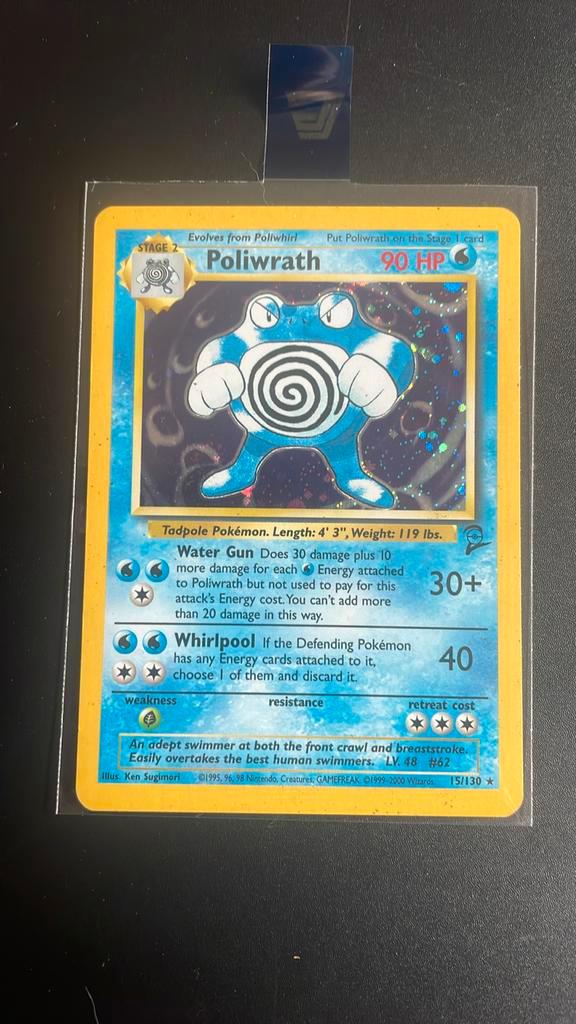 Evolves from Poliwhirl Put Poliwrath on the Stage 1 card
STAGE 2
Poliwrath 90 HP
Tadpole Pokémon. Length: 4' 3", Weight: 119 lbs.
Water Gun Does 30 damage plus 10
more damage for each Energy attached
to Poliwrath but not used to pay for this
attack's Energy cost. You can't add more
than 20 damage in this way.
30+
Whirlpool If the Defending Pokémon
has any Energy cards attached to it,
choose 1 of them and discard it.
40
weakness resistance retreat cost
An adept swimmer at both the front crawl and breaststroke.
Easily overtakes the best human swimmers. LV. 48 #62
Illus. Ken Sugimori ©1995, 96, 98 Nintendo, Creatures, GAMEFREAK. ©1999-2000 Wizards. 15/130 ★